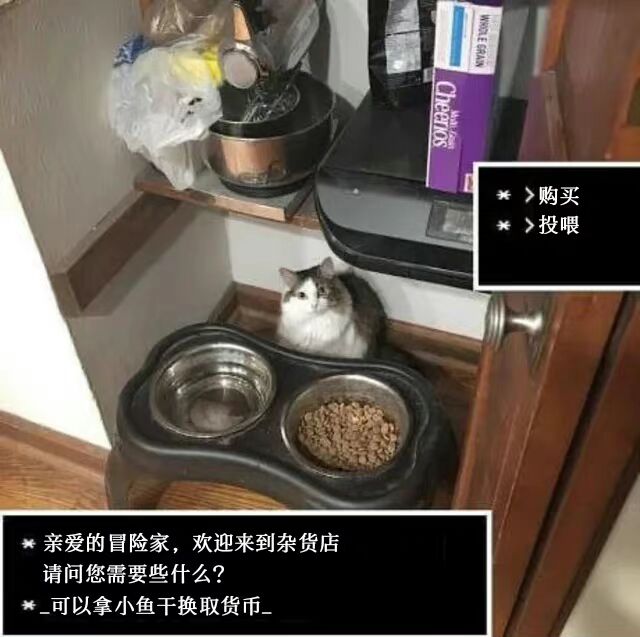 WHOLE GRAIN
Multi-Grain
Cheerios
* >购买
* >投喂
* 亲爱的冒险家，欢迎来到杂货店
请问您需要些什么？
*_可以拿小鱼干换取货币_